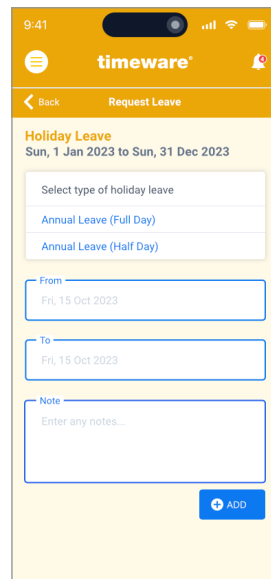 9:41
timeware®
4
Back
Request Leave
Holiday Leave
Sun, 1 Jan 2023 to Sun, 31 Dec 2023
Select type of holiday leave
Annual Leave (Full Day)
Annual Leave (Half Day)
From
Fri, 15 Oct 2023
To
Fri, 15 Oct 2023
Note
Enter any notes...
ADD